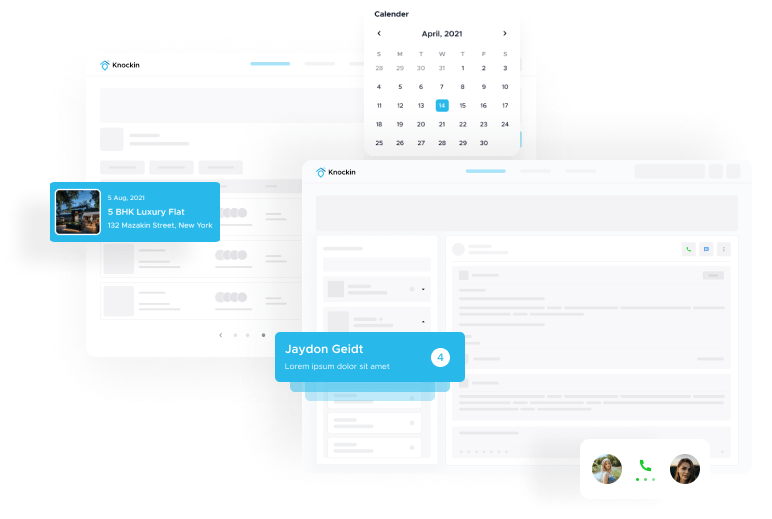 Calender
‹ April, 2021 ›
S M T W T F S
28 29 30 31 1 2 3
4 5 6 7 8 9 10
11 12 13 14 15 16 17
18 19 20 21 22 23 24
25 26 27 28 29 30
Knockin
5 Aug, 2021
5 BHK Luxury Flat
132 Mazakin Street, New York
Knockin
Jaydon Geidt
Lorem ipsum dolor sit amet
4